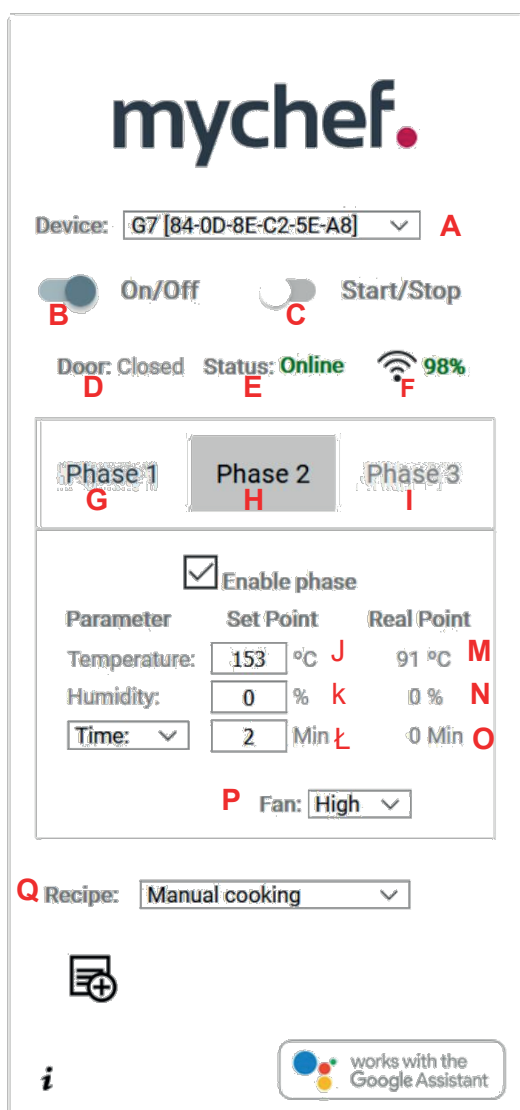 mychef.
Device: G7 [84-0D-8E-C2-5E-A8] A
On/Off Start/Stop
B C
Door: Closed Status: Online 98%
D E F
Phase 1 Phase 2 Phase 3
G H I
Enable phase
Parameter Set Point Real Point
Temperature: 153 ºC J 91 ºC M
Humidity: 0 % k 0 % N
Time: 2 Min Ł 0 Min O
P Fan: High
Q Recipe: Manual cooking
i
works with the
Google Assistant